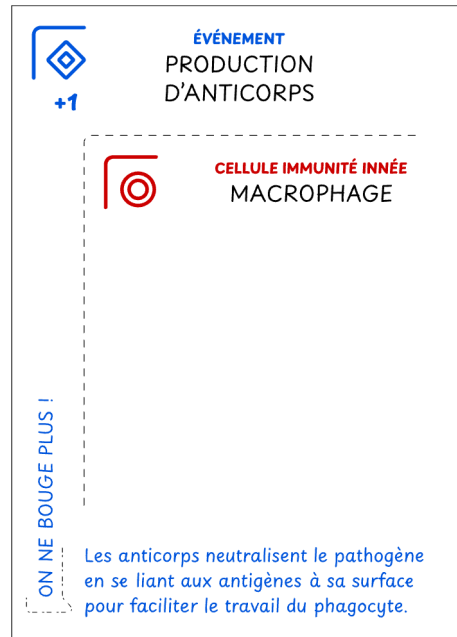 ÉVÉNEMENT
PRODUCTION
D'ANTICORPS
+1
CELLULE IMMUNITÉ INNÉE
MACROPHAGE
ON NE BOUGE PLUS !
Les anticorps neutralisent le pathogène
en se liant aux antigènes à sa surface
pour faciliter le travail du phagocyte.